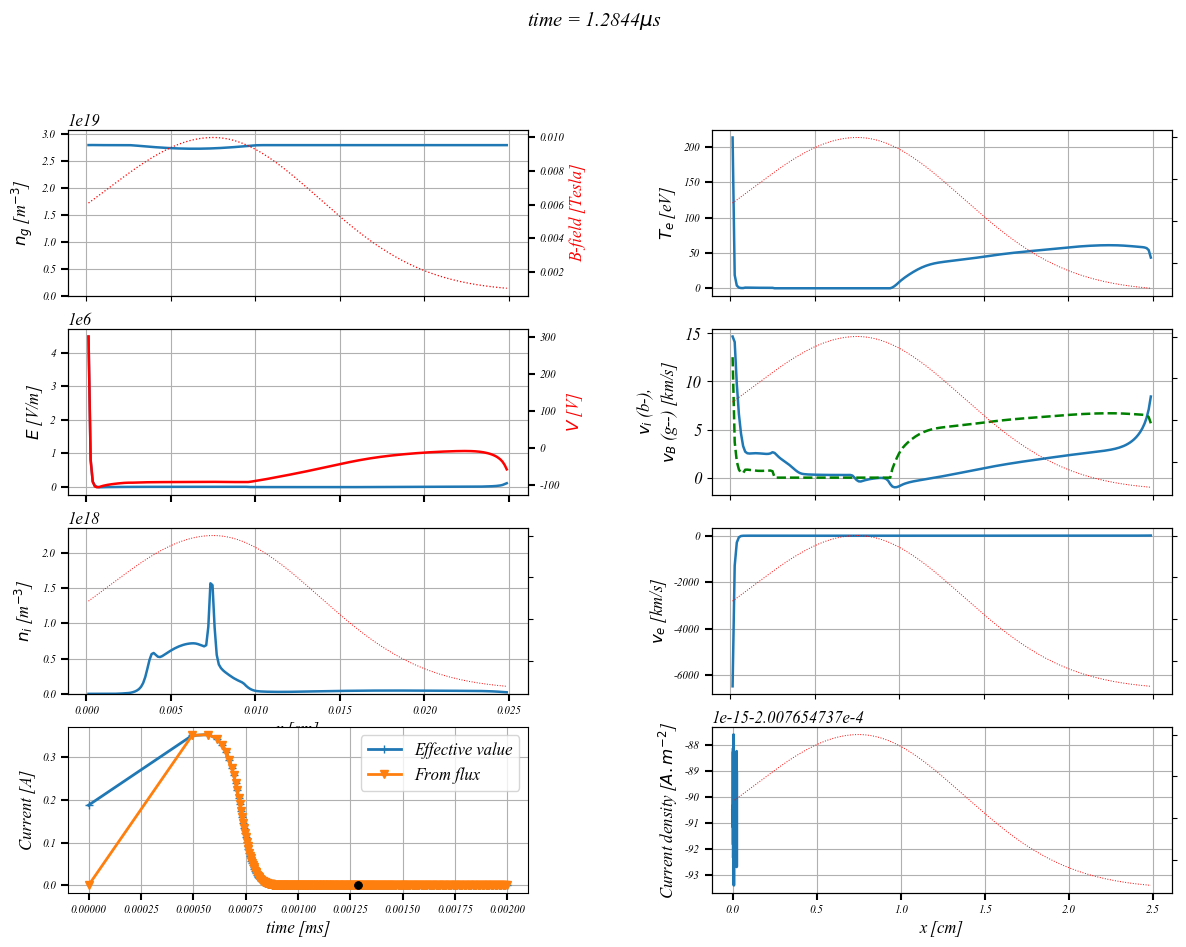 time = 1.2844μs
1e19
3.0
2.5
2.0
1.5
1.0
0.5
0.0
n_g [m⁻³]
0.010
0.008
0.006
0.004
0.002
B-field [Tesla]
200
150
100
50
0
T_e [eV]
1e6
4
3
2
1
0
E [V/m]
300
200
100
0
-100
V [V]
15
10
5
0
v_i (b-),
v_B (g--) [km/s]
1e18
2.0
1.5
1.0
0.5
0.0
n_i [m⁻³]
0.000 0.005 0.010 0.015 0.020 0.025
0
-2000
-4000
-6000
v_e [km/s]
0.3
0.2
0.1
0.0
Current [A]
Effective value
From flux
0.00000 0.00025 0.00050 0.00075 0.00100 0.00125 0.00150 0.00175 0.00200
time [ms]
1e-15-2.007654737e-4
-88
-89
-90
-91
-92
-93
Current density [A.m⁻²]
0.0 0.5 1.0 1.5 2.0 2.5
x [cm]